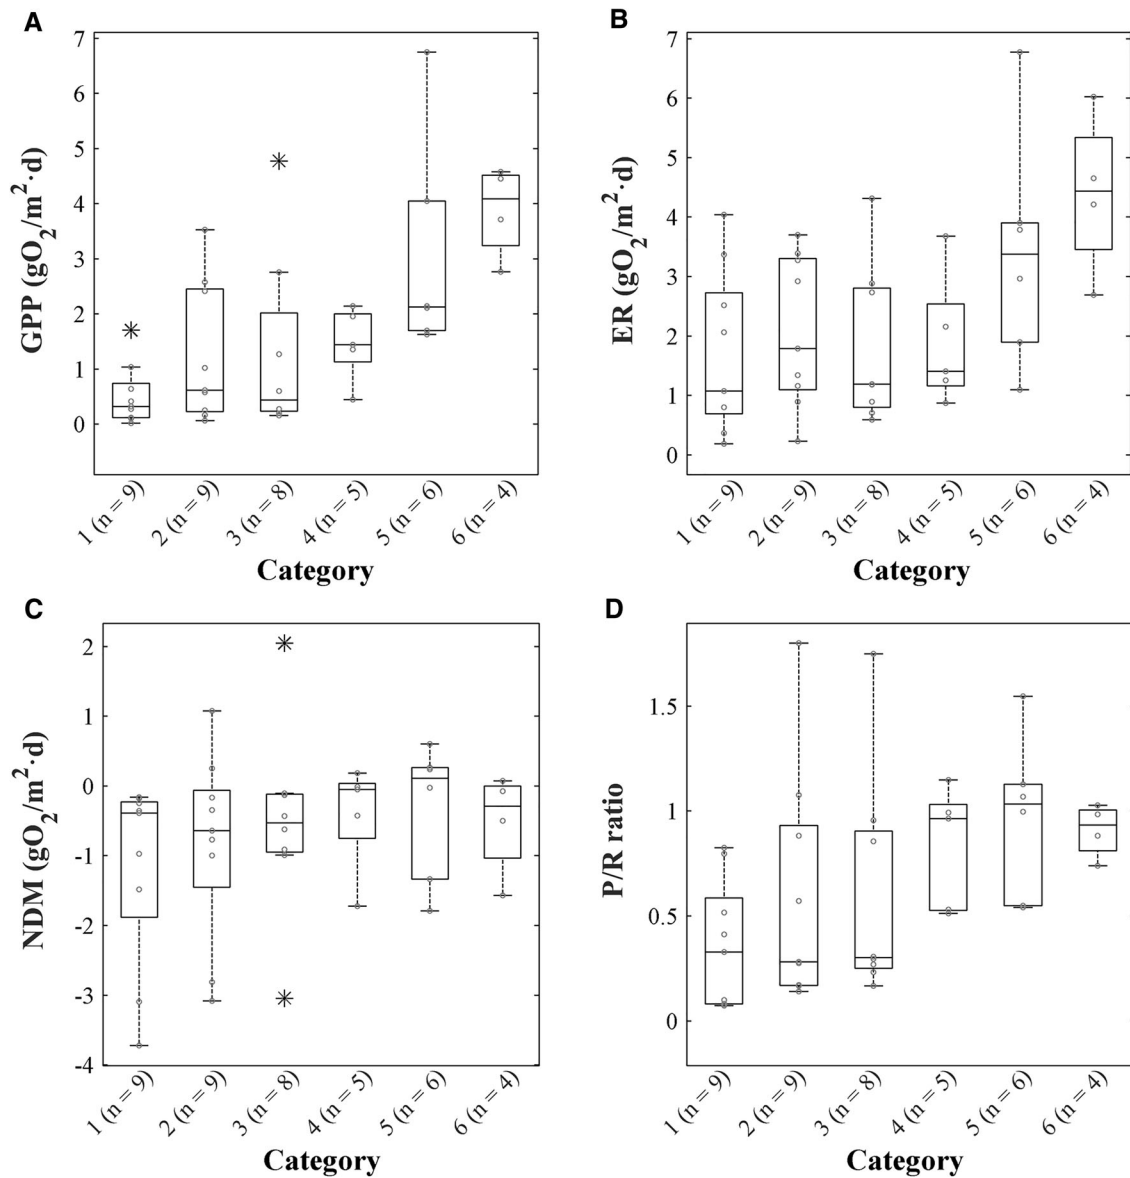 A
GPP (gO2/m2·d)
7
6
5
4
3
2
1
0
1 (n = 9)
2 (n = 9)
3 (n = 8)
4 (n = 5)
5 (n = 6)
6 (n = 4)
Category
B
ER (gO2/m2·d)
7
6
5
4
3
2
1
0
1 (n = 9)
2 (n = 9)
3 (n = 8)
4 (n = 5)
5 (n = 6)
6 (n = 4)
Category
C
NDM (gO2/m2·d)
2
1
0
-1
-2
-3
-4
1 (n = 9)
2 (n = 9)
3 (n = 8)
4 (n = 5)
5 (n = 6)
6 (n = 4)
Category
D
P/R ratio
1.5
1
0.5
0
1 (n = 9)
2 (n = 9)
3 (n = 8)
4 (n = 5)
5 (n = 6)
6 (n = 4)
Category